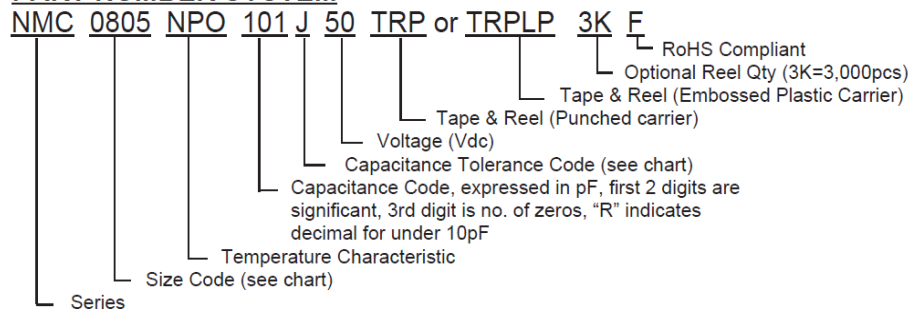 NMC 0805 NPO 101 J 50 TRP or TRPLP 3K F
RoHS Compliant
Optional Reel Qty (3K=3,000pcs)
Tape & Reel (Embossed Plastic Carrier)
Tape & Reel (Punched carrier)
Voltage (Vdc)
Capacitance Tolerance Code (see chart)
Capacitance Code, expressed in pF, first 2 digits are
significant, 3rd digit is no. of zeros, “R” indicates
decimal for under 10pF
Temperature Characteristic
Size Code (see chart)
Series